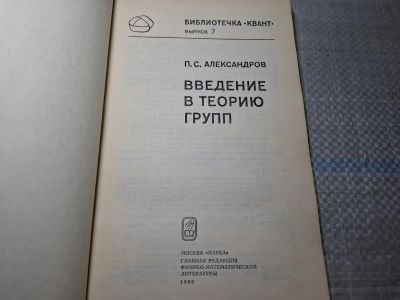 БИБЛИОТЕЧКА «КВАНТ»
ВЫПУСК 7
П. С. АЛЕКСАНДРОВ
ВВЕДЕНИЕ
В ТЕОРИЮ
ГРУПП
МОСКВА «НАУКА»
ГЛАВНАЯ РЕДАКЦИЯ
ФИЗИКО-МАТЕМАТИЧЕСКОЙ
ЛИТЕРАТУРЫ
1980